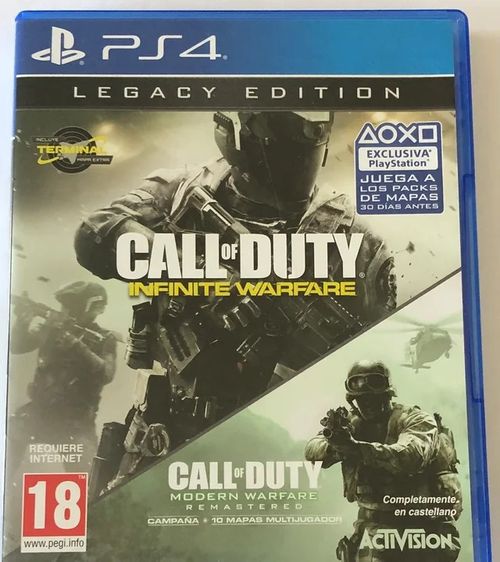 PS4
LEGACY EDITION
INCLUYE
TERMINAL
MAPA EXTRA
EXCLUSIVA*
PlayStation
JUEGA A
LOS PACKS
DE MAPAS
30 DÍAS ANTES
CALL OF DUTY
INFINITE WARFARE
REQUIERE
INTERNET
18
www.pegi.info
CALL OF DUTY
MODERN WARFARE
REMASTERED
CAMPAÑA + 10 MAPAS MULTIJUGADOR
Completamente
en castellano
ACTIVISION